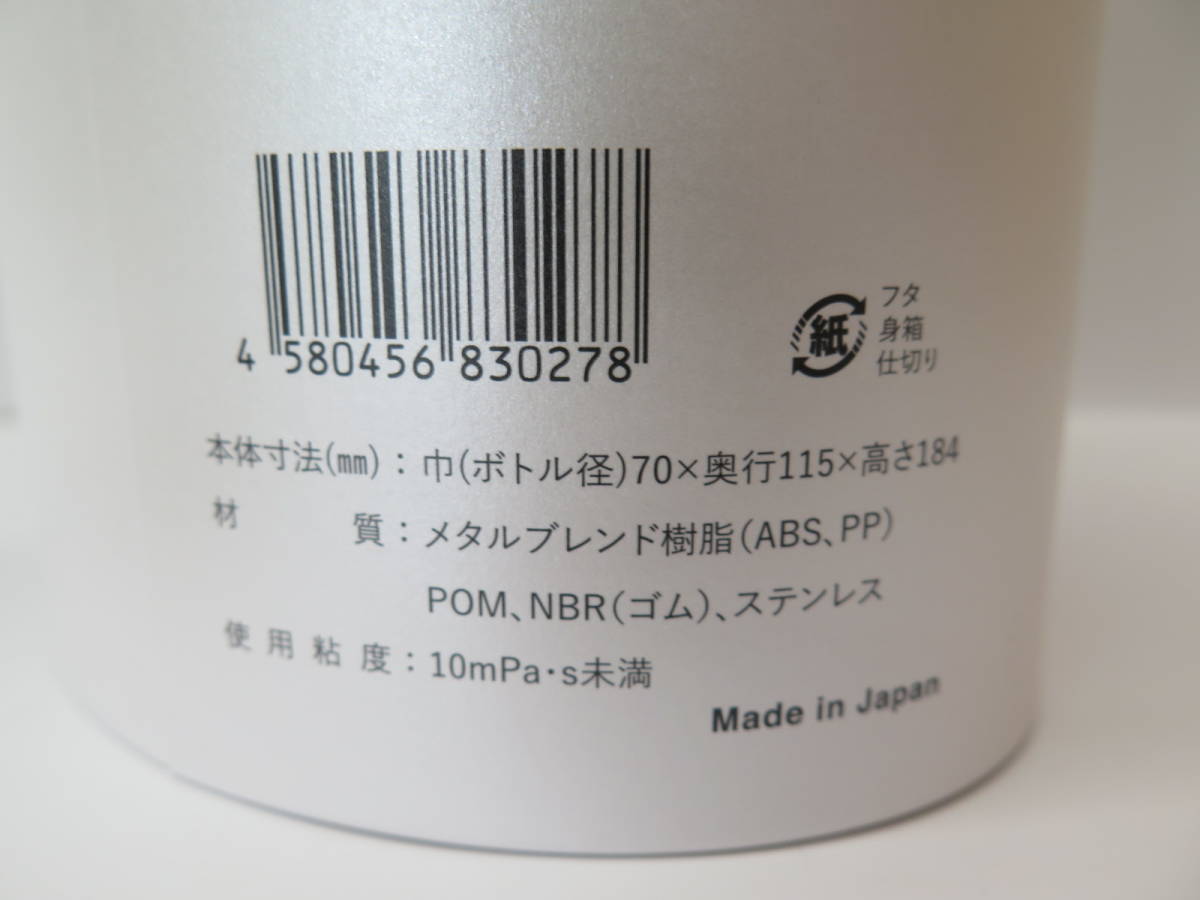 4 580456 830278
紙
フタ
身箱
仕切り
本体寸法(㎜)：巾(ボトル径)70×奥行115×高さ184
材　　質：メタルブレンド樹脂(ABS、PP)
POM、NBR(ゴム)、ステンレス
使 用 粘 度：10mPa・s未満
Made in Japan